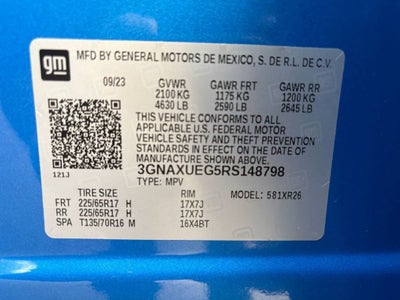 gm
MFD BY GENERAL MOTORS DE MEXICO, S. DE R.L. DE C.V.
09/23 GVWR GAWR FRT GAWR RR
2100KG 1175 KG 1200 KG
4630 LB 2590 LB 2645 LB
THIS VEHICLE CONFORMS TO ALL
APPLICABLE U.S. FEDERAL MOTOR
VEHICLE SAFETY AND THEFT PREVENTION
STANDARDS IN EFFECT ON THE DATE OF
MANUFACTURE SHOWN ABOVE.
121J 3GNAXUEG5RS148798
TYPE: MPV
TIRE SIZE RIM MODEL: 581XR26
FRT 225/65R17 H 17X7J
RR 225/65R17 H 17X7J
SPA T135/70R16 M 16X4BT